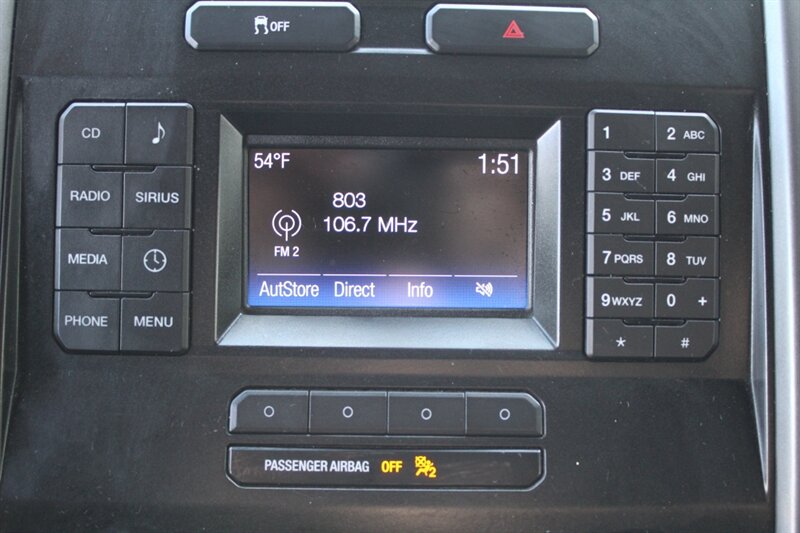 OFF
CD
RADIO SIRIUS
MEDIA
PHONE MENU
54°F 1:51
803
106.7 MHz
FM 2
AutStore Direct Info
1 2 ABC
3 DEF 4 GHI
5 JKL 6 MNO
7 PQRS 8 TUV
9 WXYZ 0 +
* #
PASSENGER AIRBAG OFF 2